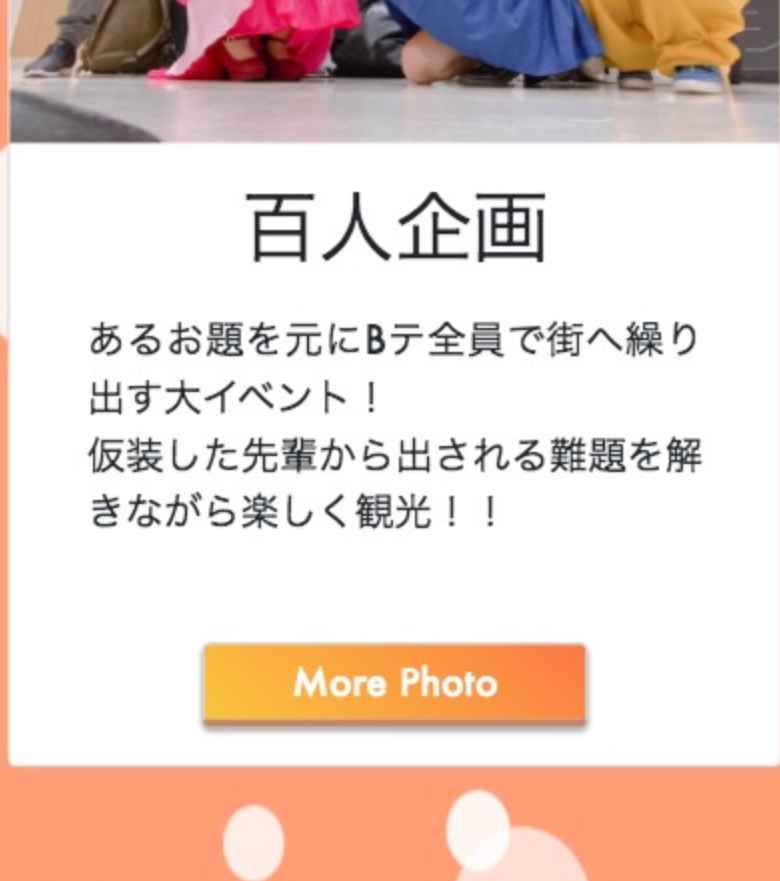 百人企画
あるお題を元にBテ全員で街へ繰り
出す大イベント！
仮装した先輩から出される難題を解
きながら楽しく観光！！
More Photo